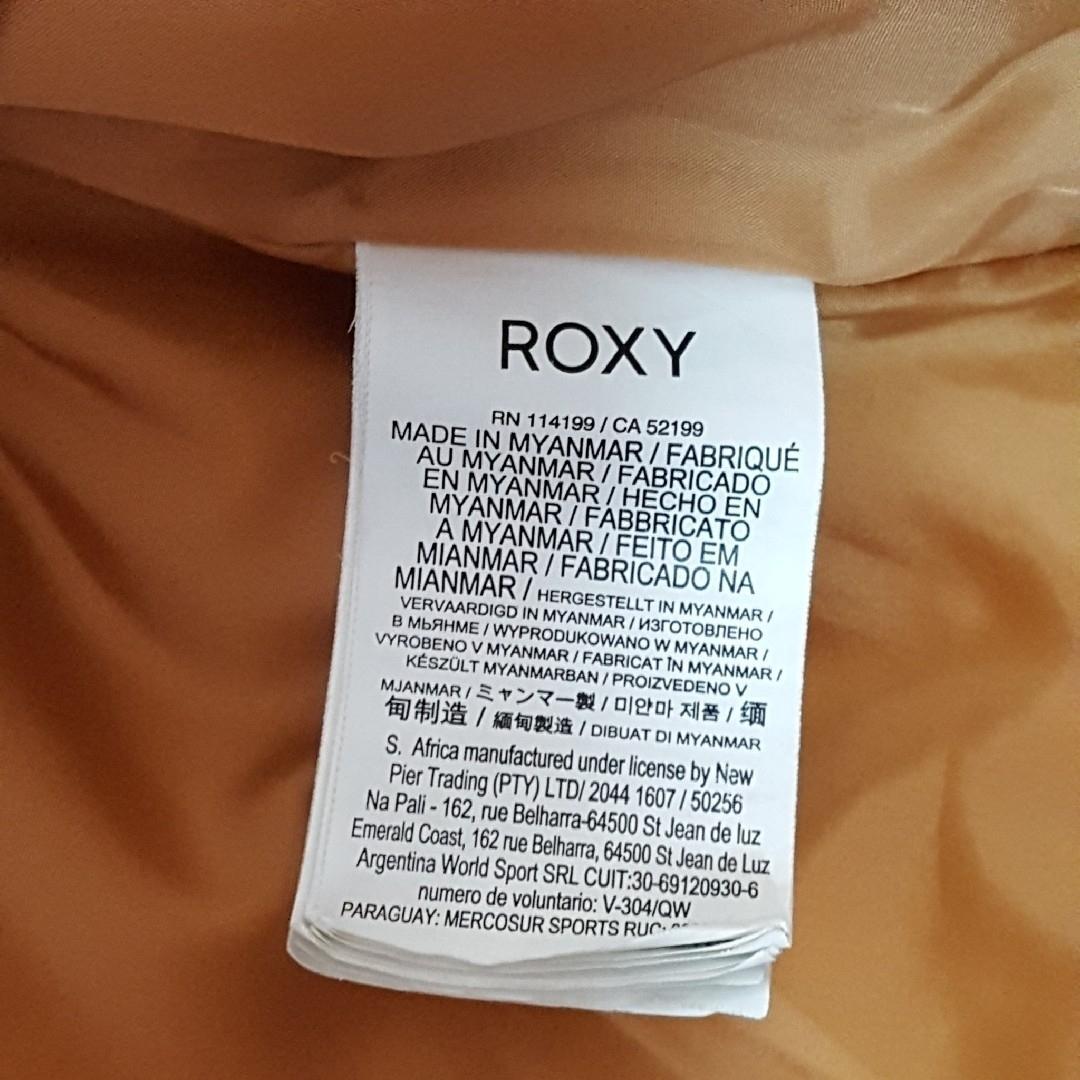 ROXY
RN 114199 / CA 52199
MADE IN MYANMAR / FABRIQUÉ
AU MYANMAR / FABRICADO
EN MYANMAR / HECHO EN
MYANMAR / FABBRICATO
A MYANMAR / FEITO EM
MIANMAR / FABRICADO NA
MIANMAR / HERGESTELLT IN MYANMAR /
VERVAARDIGD IN MYANMAR / ИЗГОТОВЛЕНО
В МЬЯНМЕ / WYPRODUKOWANO W MYANMAR /
VYROBENO V MYANMAR / FABRICAT ÎN MYANMAR /
KÉSZÜLT MYANMARBAN / PROIZVEDENO V
MJANMAR / ミャンマー製 / 미얀마 제품 / 缅
甸制造 / 緬甸製造 / DIBUAT DI MYANMAR
S. Africa manufactured under license by New
Pier Trading (PTY) LTD/ 2044 1607 / 50256
Na Pali - 162, rue Belharra-64500 St Jean de luz
Emerald Coast, 162 rue Belharra, 64500 St Jean de Luz
Argentina World Sport SRL CUIT:30-69120930-6
numero de voluntario: V-304/QW
PARAGUAY: MERCOSUR SPORTS RUC: